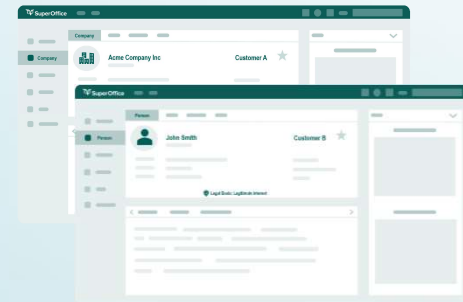 SuperOffice
Company
Company
Acme Company Inc
Customer A
SuperOffice
Person
Person
John Smith
Customer B
Legal Basis: Legitimate Interest